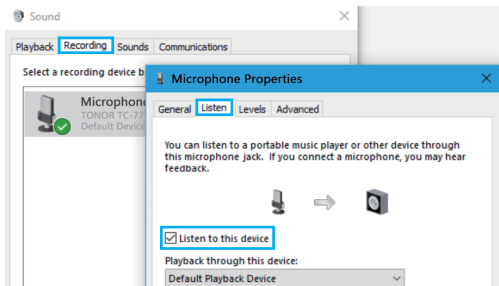 Sound
Playback Recording Sounds Communications
Select a recording device b
Microphone
TONOR TC-77
Default Device
Microphone Properties
General Listen Levels Advanced
You can listen to a portable music player or other device through
this microphone jack. If you connect a microphone, you may hear
feedback.
Listen to this device
Playback through this device:
Default Playback Device